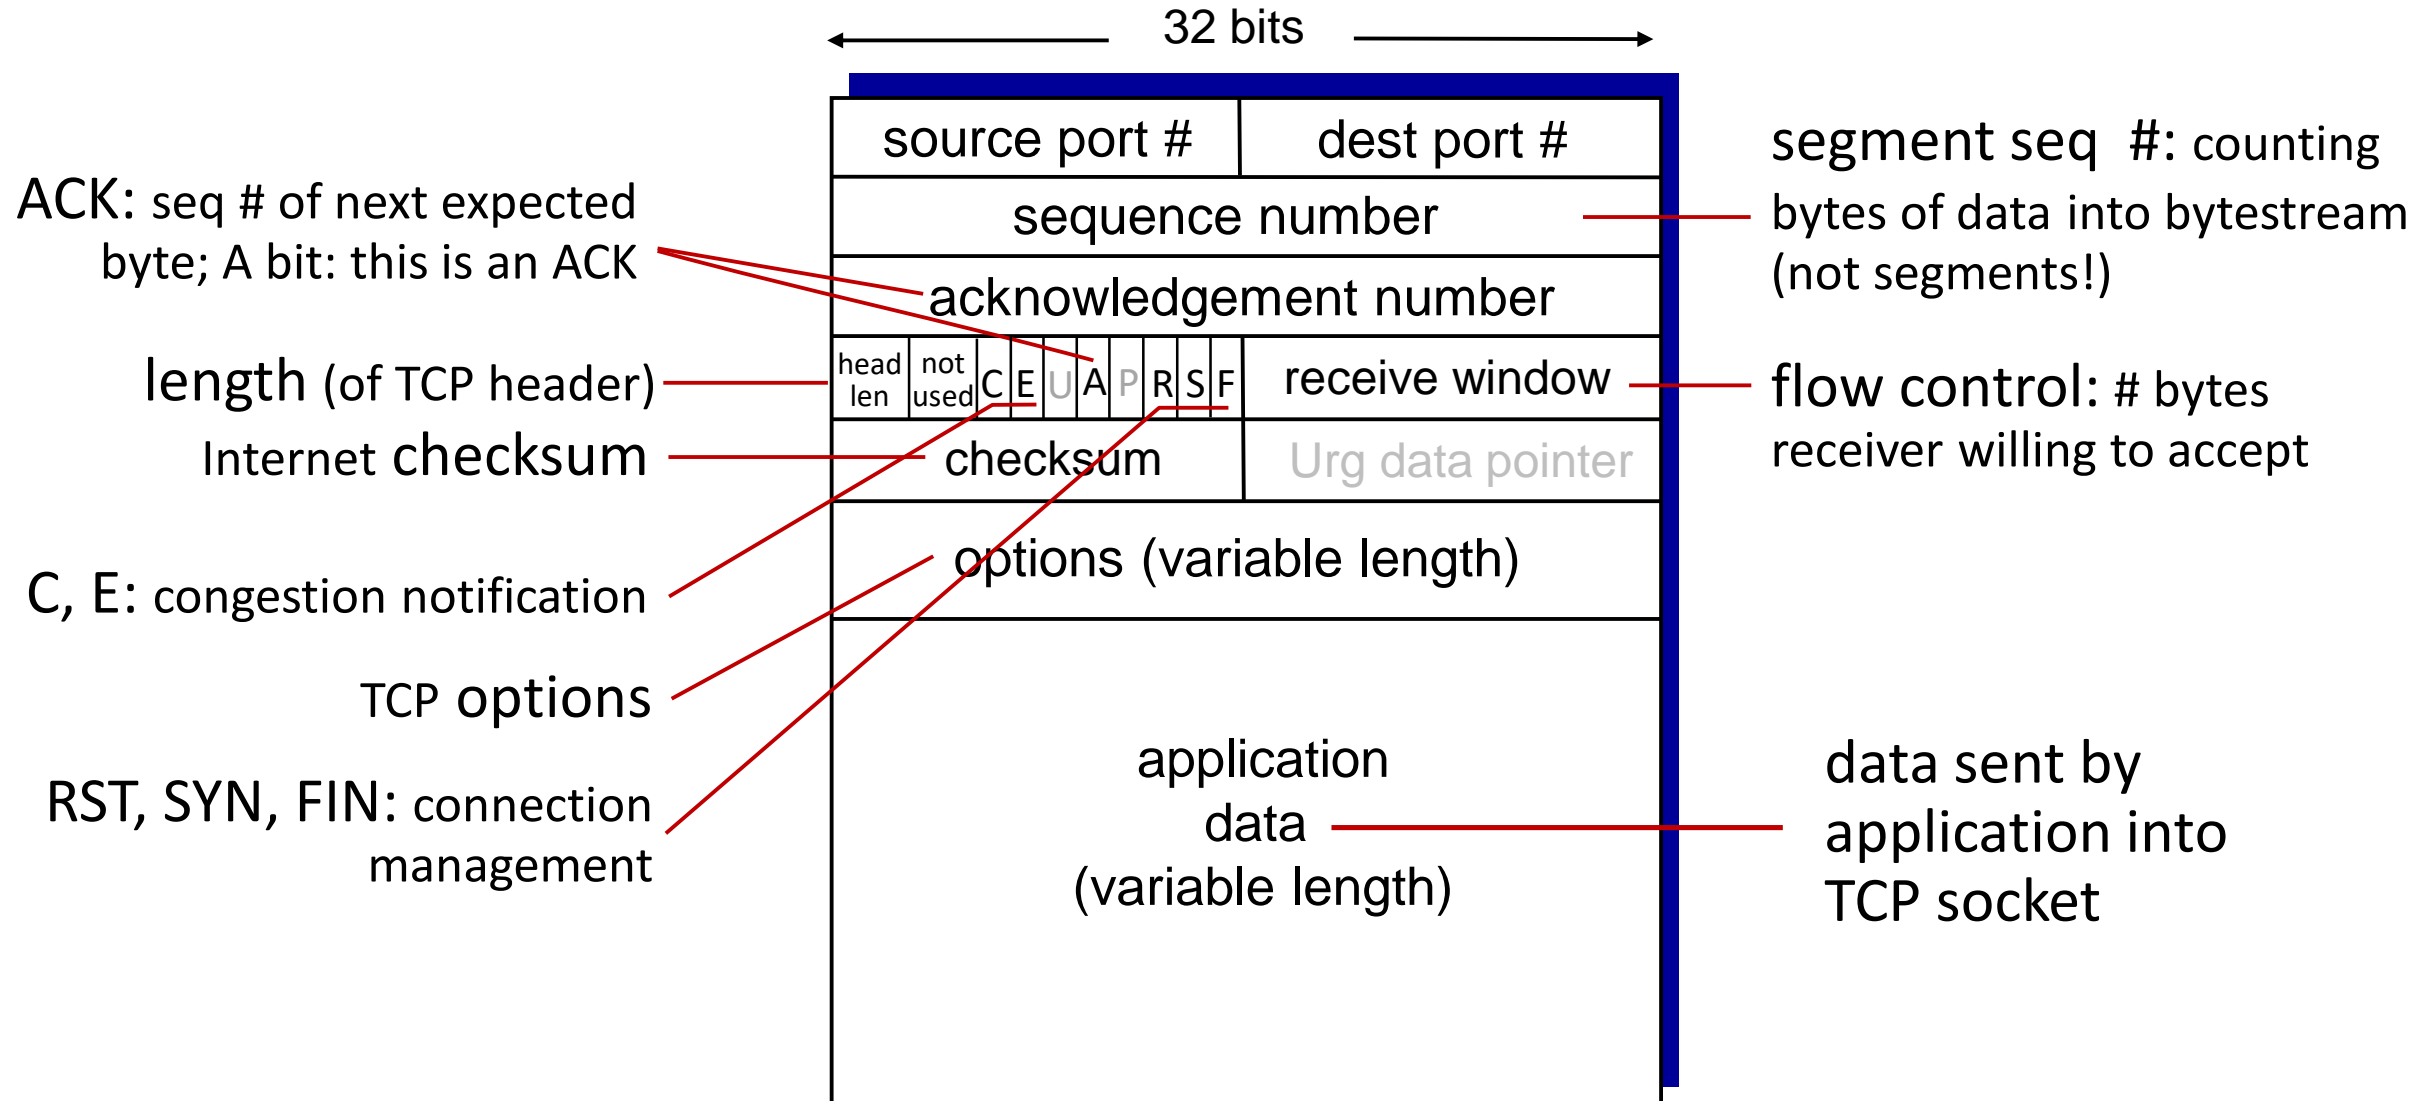 32 bits
source port #
dest port #
sequence number
acknowledgement number
head
len
not
used
C
E
U
A
P
R
S
F
receive window
checksum
Urg data pointer
options (variable length)
application
data
(variable length)
ACK: seq # of next expected
byte; A bit: this is an ACK
length (of TCP header)
Internet checksum
C, E: congestion notification
TCP options
RST, SYN, FIN: connection
management
segment seq #: counting
bytes of data into bytestream
(not segments!)
flow control: # bytes
receiver willing to accept
data sent by
application into
TCP socket